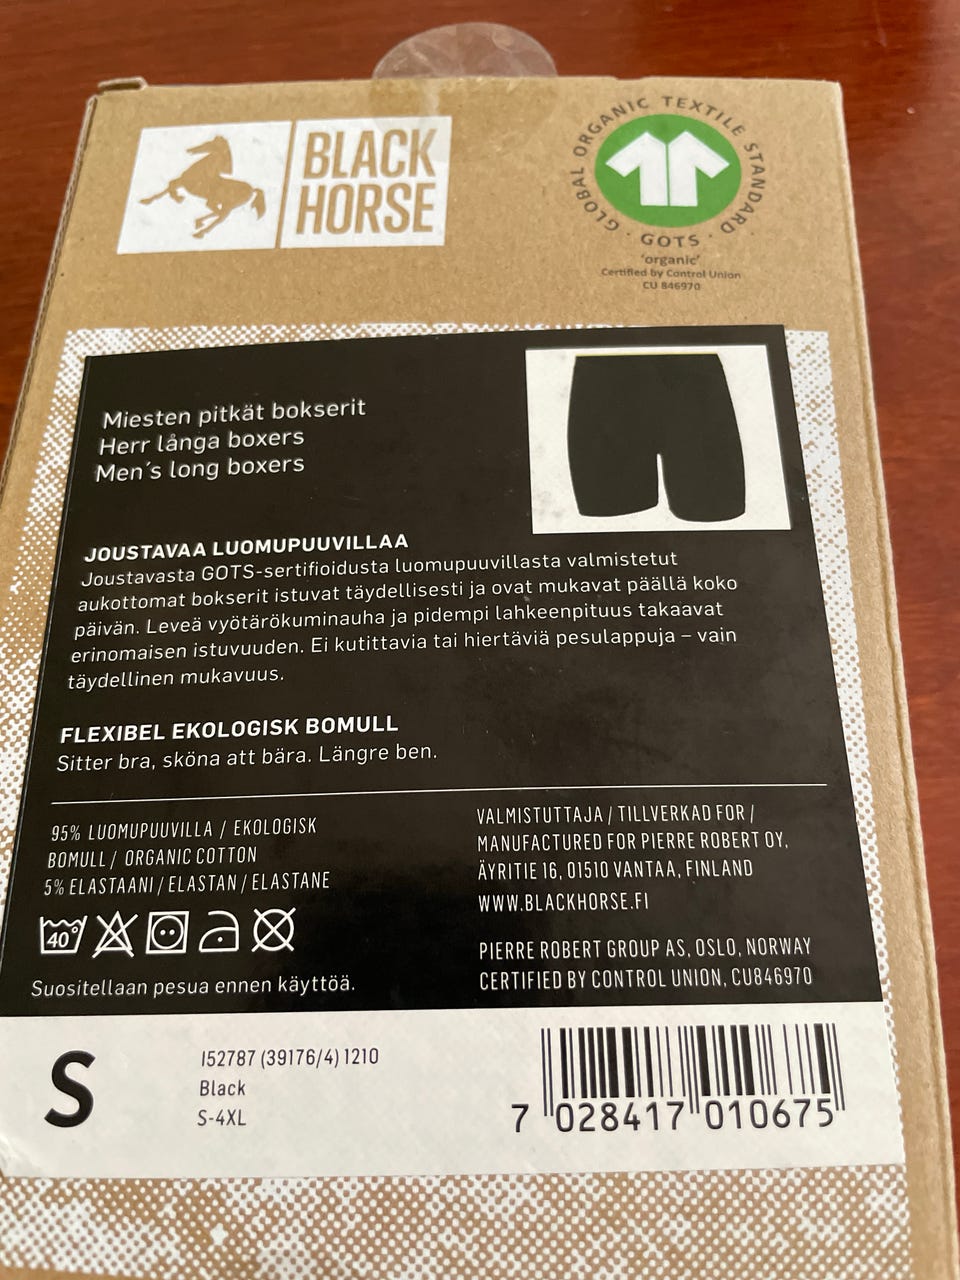 BLACK
HORSE
GLOBAL ORGANIC TEXTILE STANDARD
· GOTS ·
'organic'
Certified by Control Union
CU 846970
Miesten pitkät bokserit
Herr långa boxers
Men´s long boxers
JOUSTAVAA LUOMUPUUVILLAA
Joustavasta GOTS-sertifioidusta luomupuuvillasta valmistetut
aukottomat bokserit istuvat täydellisesti ja ovat mukavat päällä koko
päivän. Leveä vyötärökuminauha ja pidempi lahkeenpituus takaavat
erinomaisen istuvuuden. Ei kutittavia tai hiertäviä pesulappuja – vain
täydellinen mukavuus.
FLEXIBEL EKOLOGISK BOMULL
Sitter bra, sköna att bära. Längre ben.
95% LUOMUPUUVILLA / EKOLOGISK
BOMULL / ORGANIC COTTON
5% ELASTAANI / ELASTAN / ELASTANE
40°
Suositellaan pesua ennen käyttöä.
VALMISTUTTAJA / TILLVERKAD FOR /
MANUFACTURED FOR PIERRE ROBERT OY,
ÄYRITIE 16, 01510 VANTAA, FINLAND
WWW.BLACKHORSE.FI
PIERRE ROBERT GROUP AS, OSLO, NORWAY
CERTIFIED BY CONTROL UNION, CU846970
S
152787 (39176/4) 1210
Black
S-4XL
7 028417 010675